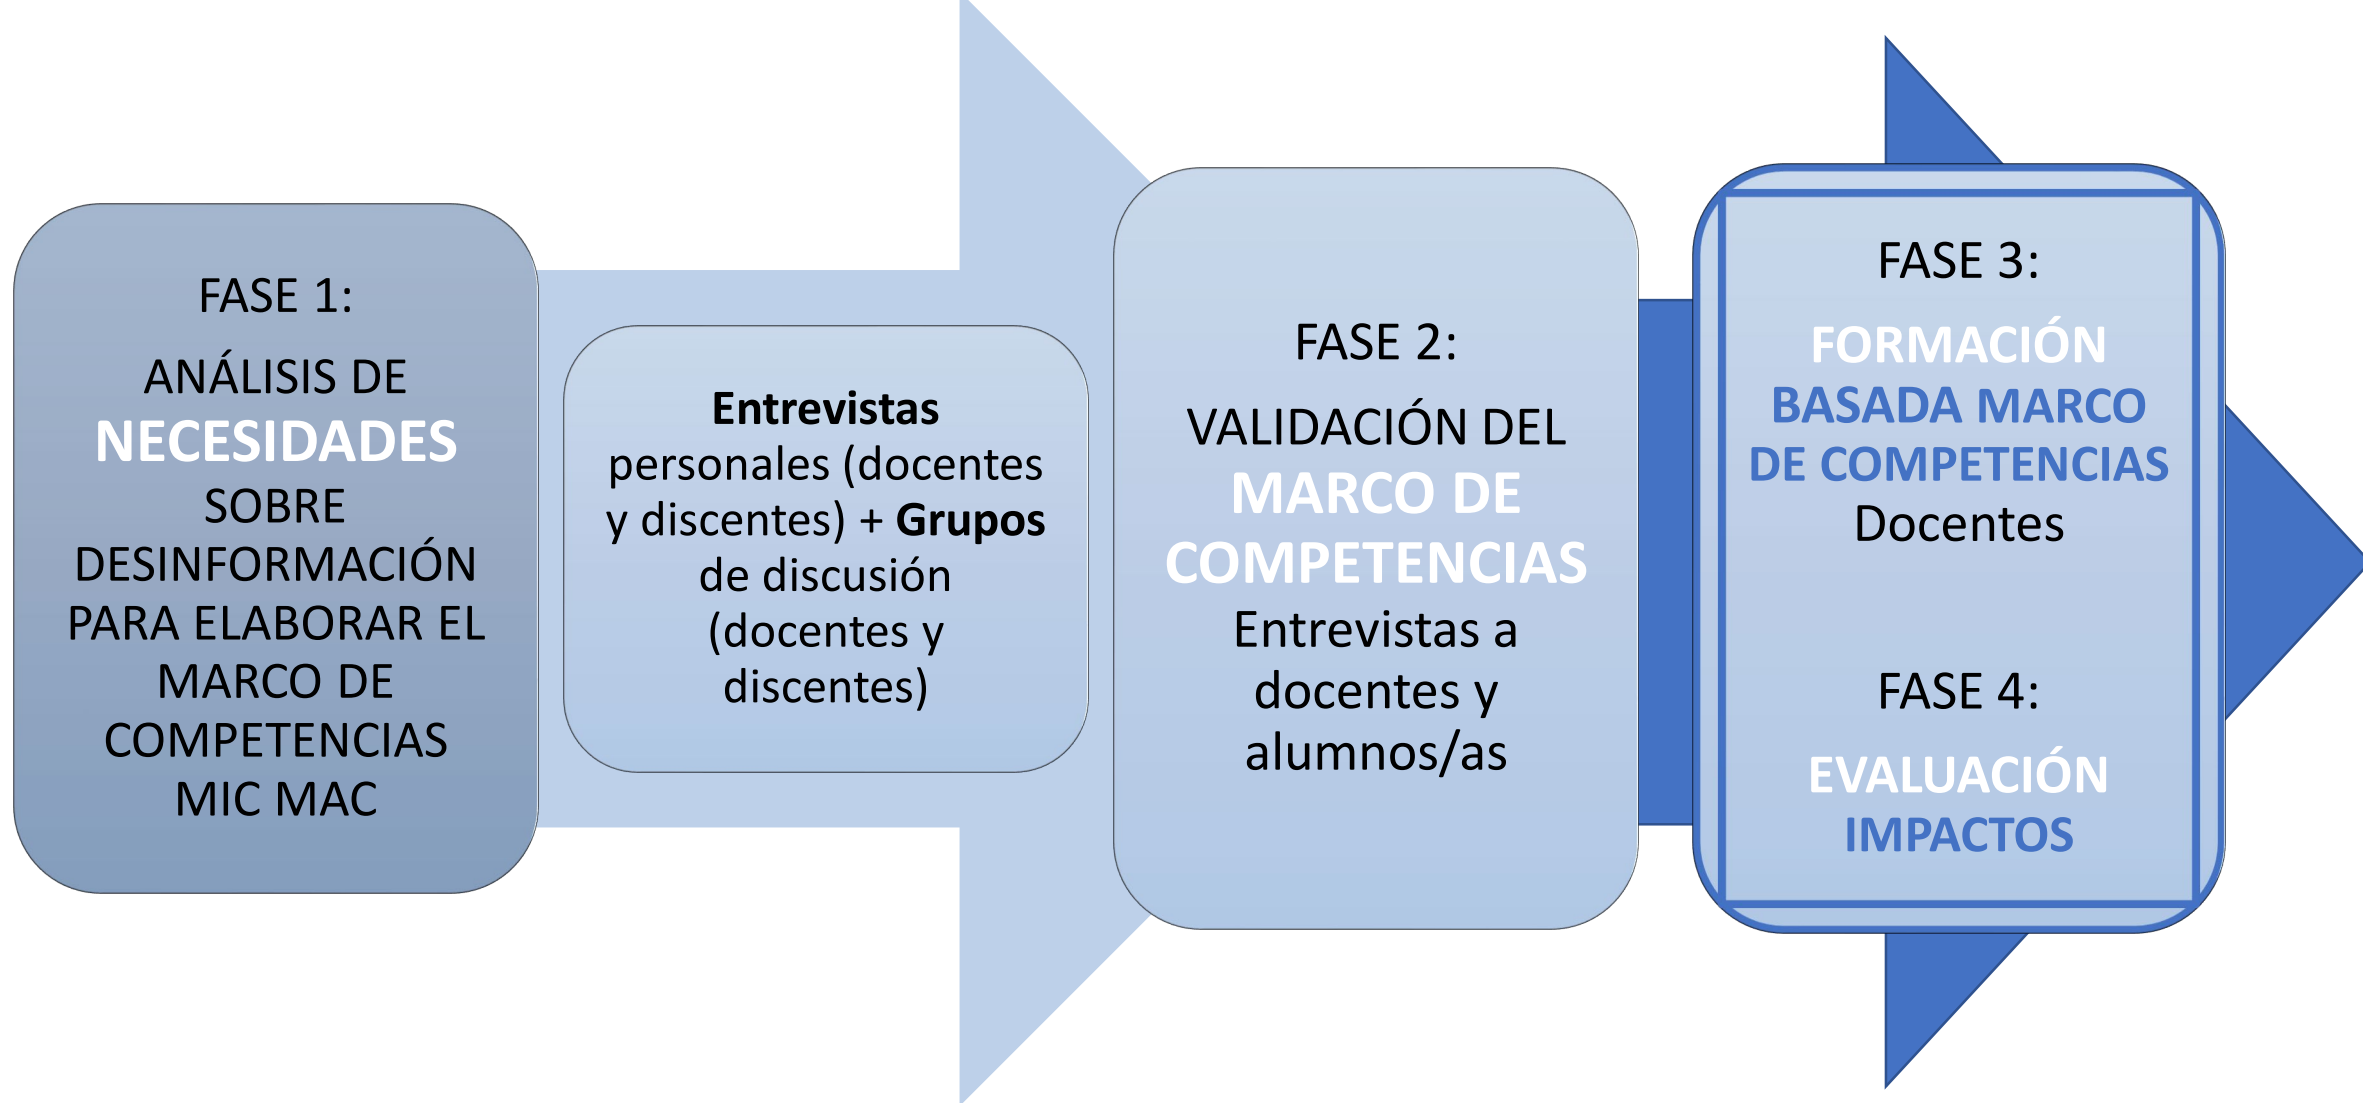 FASE 1:
ANÁLISIS DE
NECESIDADES
SOBRE
DESINFORMACIÓN
PARA ELABORAR EL
MARCO DE
COMPETENCIAS
MIC MAC
Entrevistas
personales (docentes
y discentes) + Grupos
de discusión
(docentes y
discentes)
FASE 2:
VALIDACIÓN DEL
MARCO DE
COMPETENCIAS
Entrevistas a
docentes y
alumnos/as
FASE 3:
FORMACIÓN
BASADA MARCO
DE COMPETENCIAS
Docentes
FASE 4:
EVALUACIÓN
IMPACTOS